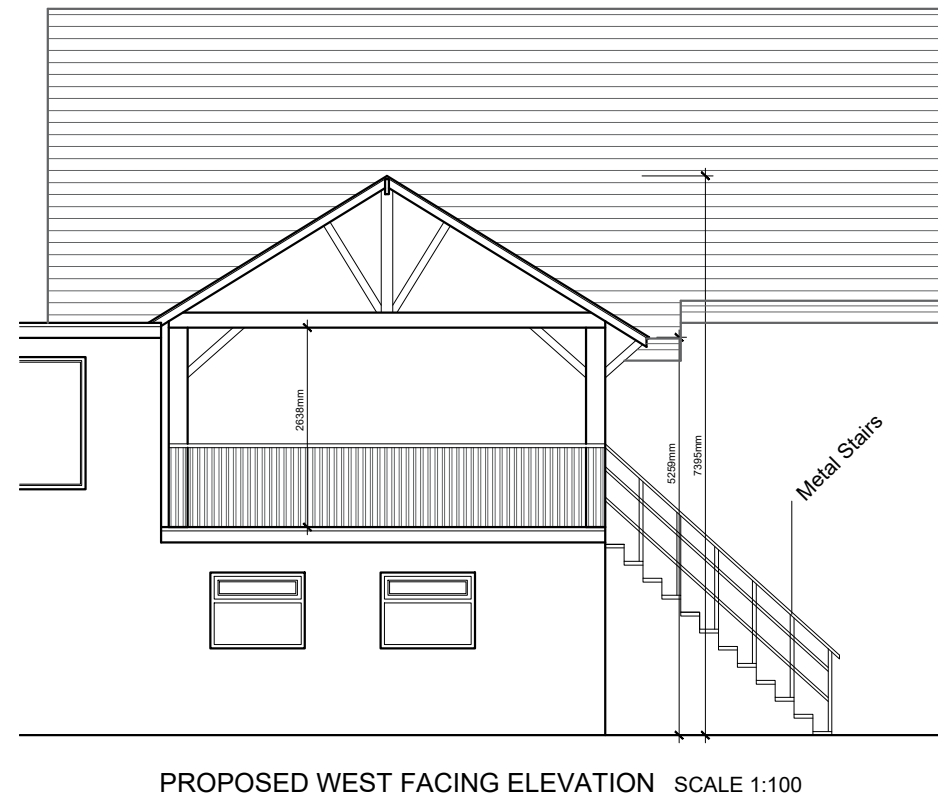 2638mm
5259mm
7395mm
Metal Stairs
PROPOSED WEST FACING ELEVATION SCALE 1:100